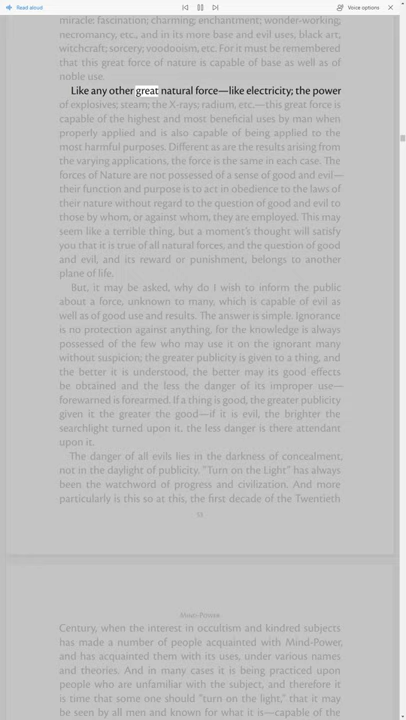 Read aloud
Voice options
miracle; fascination; charming; enchantment; wonder-working;
necromancy, etc., and in its more base and evil uses, black art,
witchcraft; sorcery; voodooism, etc. For it must be remembered
that this great force of nature is capable of base as well as of
noble use.
Like any other great natural force—like electricity; the power
of explosives; steam; the X-rays; radium, etc.—this great force is
capable of the highest and most beneficial uses by man when
properly applied and is also capable of being applied to the
most harmful purposes. Different as are the results arising from
the varying applications, the force is the same in each case. The
forces of Nature are not possessed of a sense of good and evil—
their function and purpose is to act in obedience to the laws of
their nature without regard to the question of good and evil to
those by whom, or against whom, they are employed. This may
seem like a terrible thing, but a moment's thought will satisfy
you that it is true of all natural forces, and the question of good
and evil, and its reward or punishment, belongs to another
plane of life.
But, it may be asked, why do I wish to inform the public
about a force, unknown to many, which is capable of evil as
well as of good use and results. The answer is simple. Ignorance
is no protection against anything, for the knowledge is always
possessed of the few who may use it on the ignorant many
without suspicion; the greater publicity is given to a thing, and
the better it is understood, the better may its good effects
be obtained and the less the danger of its improper use—
forewarned is forearmed. If a thing is good, the greater publicity
given it the greater the good—if it is evil, the brighter the
searchlight turned upon it, the less danger is there attendant
upon it.
The danger of all evils lies in the darkness of concealment,
not in the daylight of publicity. "Turn on the Light" has always
been the watchword of progress and civilization. And more
particularly is this so at this, the first decade of the Twentieth
Mind-Power
Century, when the interest in occultism and kindred subjects
has made a number of people acquainted with Mind-Power,
and has acquainted them with its uses, under various names
and theories. And in many cases it is being practiced upon
people who are unfamiliar with the subject, and therefore it
is time that some one should "turn on the light," that it may
be seen by all men and known for what it is—capable of the